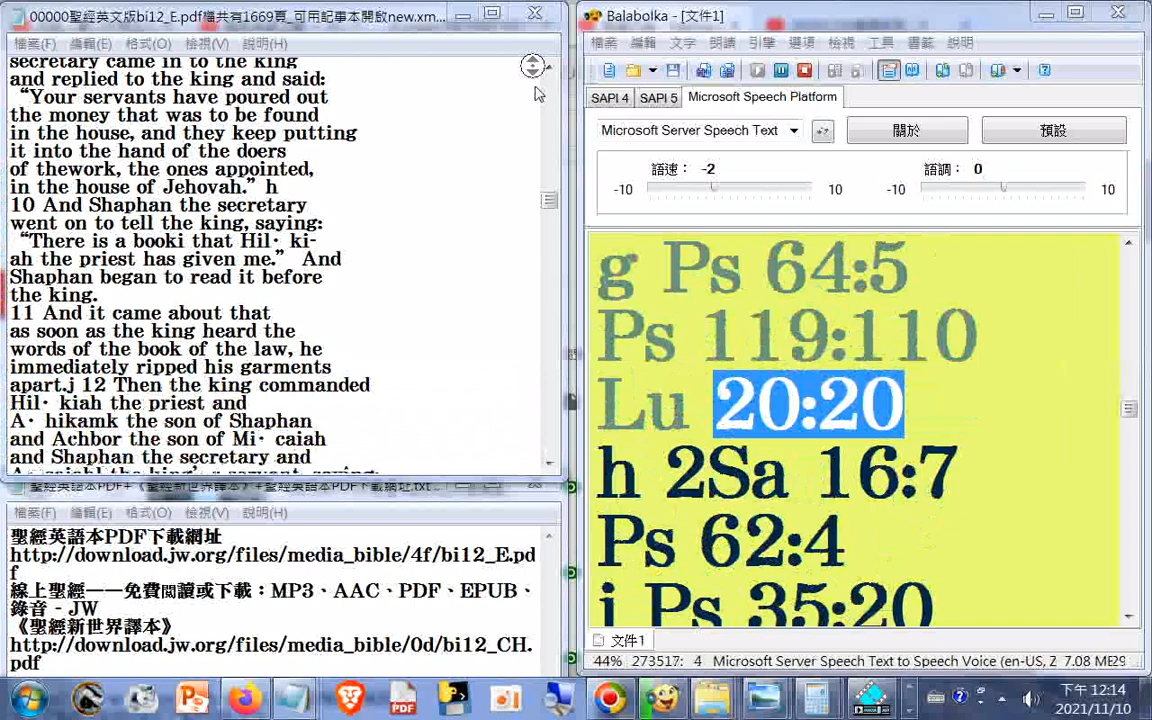 00000聖經英文版bi12_E.pdf檔共有1669頁_可用記事本開啟new.xm...
檔案(F) 編輯(E) 格式(O) 檢視(V) 說明(H)
secretary came in to the king
and replied to the king and said:
“Your servants have poured out
the money that was to be found
in the house, and they keep putting
it into the hand of the doers
of thework, the ones appointed,
in the house of Jehovah.” h
10 And Shaphan the secretary
went on to tell the king, saying:
“There is a booki that Hil· ki-
ah the priest has given me.” And
Shaphan began to read it before
the king.
11 And it came about that
as soon as the king heard the
words of the book of the law, he
immediately ripped his garments
apart.j 12 Then the king commanded
Hil· kiah the priest and
A· hikamk the son of Shaphan
and Achbor the son of Mi· caiah
and Shaphan the secretary and
聖經英語本PDF+《聖經新世界譯本》+聖經英語本PDF下載網址.txt ...
檔案(F) 編輯(E) 格式(O) 檢視(V) 說明(H)
聖經英語本PDF下載網址
http://download.jw.org/files/media_bible/4f/bi12_E.pd
f
線上聖經——免費閱讀或下載：MP3、AAC、PDF、EPUB、
錄音 - JW
《聖經新世界譯本》
http://download.jw.org/files/media_bible/0d/bi12_CH.
pdf
Balabolka - [文件1]
檔案 編輯 文字 朗讀 引擎 選項 檢視 工具 書籤 說明
SAPI 4 SAPI 5 Microsoft Speech Platform
Microsoft Server Speech Text 關於 預設
語速: -2 語調: 0
-10 10 -10 10
g Ps 64:5
Ps 119:110
Lu 20:20
h 2Sa 16:7
Ps 62:4
i Ps 35:20
文件1
44% 273517: 4 Microsoft Server Speech Text to Speech Voice (en-US, Z 7.08 ME29
下午 12:14
2021/11/10